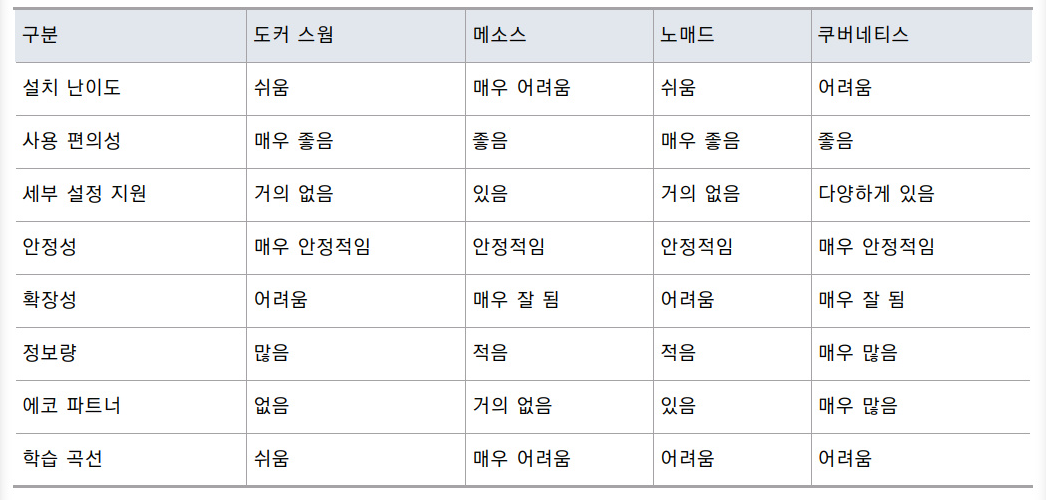 구분 도커 스웜 메소스 노매드 쿠버네티스
설치 난이도 쉬움 매우 어려움 쉬움 어려움
사용 편의성 매우 좋음 좋음 매우 좋음 좋음
세부 설정 지원 거의 없음 있음 거의 없음 다양하게 있음
안정성 매우 안정적임 안정적임 안정적임 매우 안정적임
확장성 어려움 매우 잘 됨 어려움 매우 잘 됨
정보량 많음 적음 적음 매우 많음
에코 파트너 없음 거의 없음 있음 매우 많음
학습 곡선 쉬움 매우 어려움 어려움 어려움